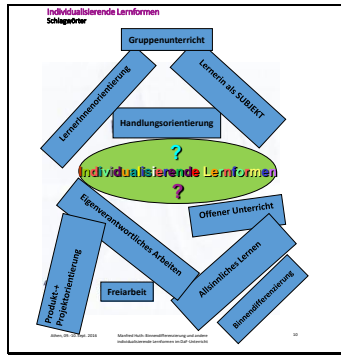 Individualisierende Lernformen
Schlagwörter
Gruppenunterricht
LernerInnenorientierung
Lernerin als SUBJEKT
Handlungsorientierung
?
Individualisierende Lernformen
?
Eigenverantwortliches Arbeiten
Offener Unterricht
Produkt-+
Projektorientierung
Allsinnliches Lernen
Binnendifferenzierung
Freiarbeit
Athen, 09.-10. Sept. 2016
Manfred Huth: Binnendifferenzierung und andere
individualisierende Lernformen im DaF-Unterricht
10